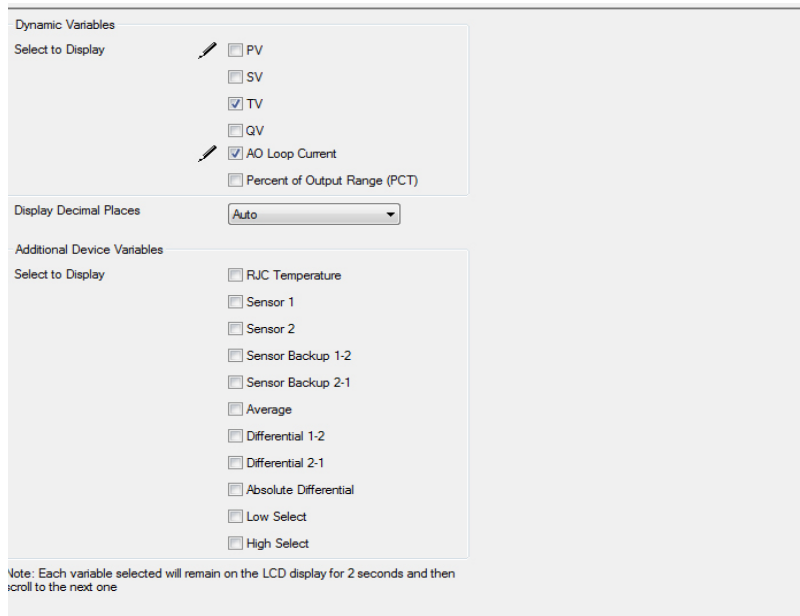 Dynamic Variables
Select to Display
PV
SV
TV
QV
AO Loop Current
Percent of Output Range (PCT)
Display Decimal Places
Auto
Additional Device Variables
Select to Display
RJC Temperature
Sensor 1
Sensor 2
Sensor Backup 1-2
Sensor Backup 2-1
Average
Differential 1-2
Differential 2-1
Absolute Differential
Low Select
High Select
Note: Each variable selected will remain on the LCD display for 2 seconds and then
scroll to the next one